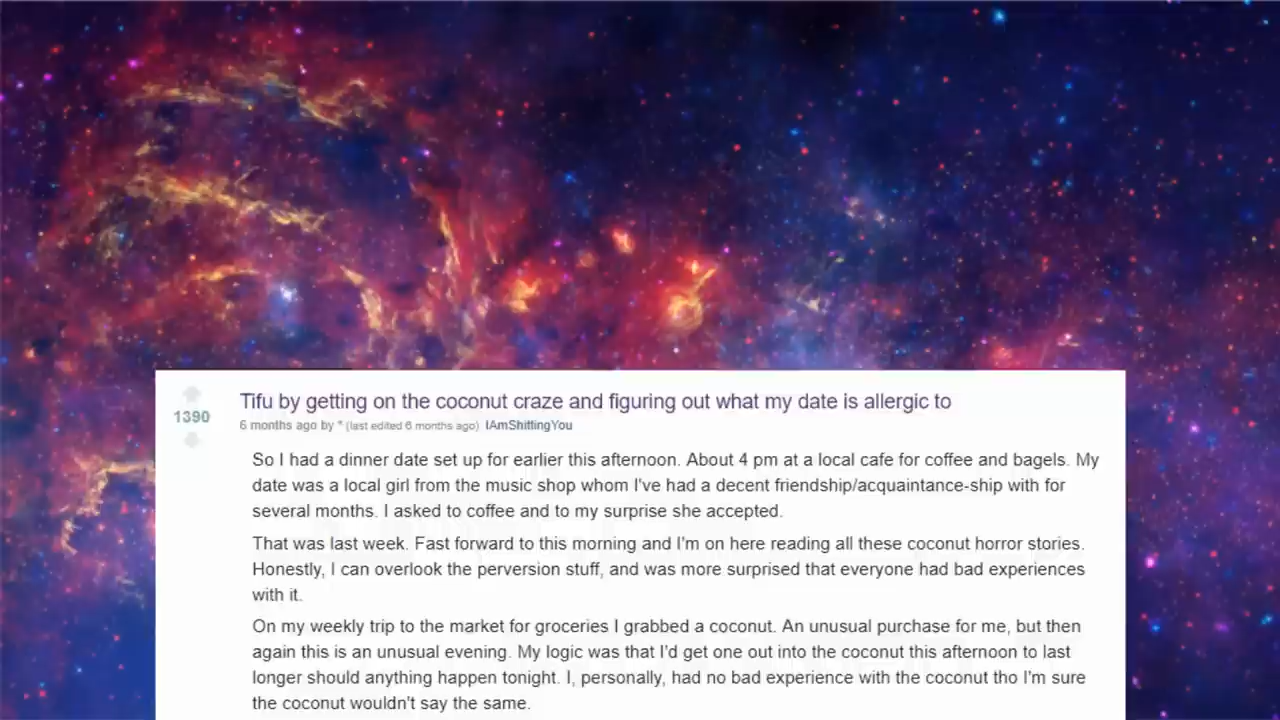 Tifu by getting on the coconut craze and figuring out what my date is allergic to
1390
6 months ago by * (last edited 6 months ago) IAmShittingYou
So I had a dinner date set up for earlier this afternoon. About 4 pm at a local cafe for coffee and bagels. My
date was a local girl from the music shop whom I've had a decent friendship/acquaintance-ship with for
several months. I asked to coffee and to my surprise she accepted.
That was last week. Fast forward to this morning and I'm on here reading all these coconut horror stories.
Honestly, I can overlook the perversion stuff, and was more surprised that everyone had bad experiences
with it.
On my weekly trip to the market for groceries I grabbed a coconut. An unusual purchase for me, but then
again this is an unusual evening. My logic was that I'd get one out into the coconut this afternoon to last
longer should anything happen tonight. I, personally, had no bad experience with the coconut tho I'm sure
the coconut wouldn't say the same.